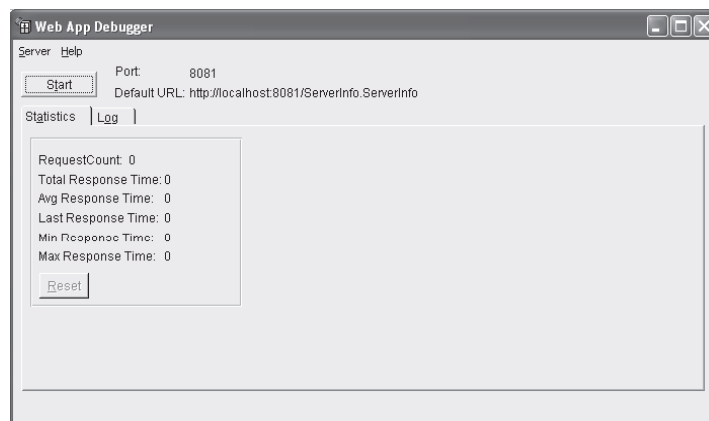 Web App Debugger
Server Help
Start
Port: 8081
Default URL: http://localhost:8081/ServerInfo.ServerInfo
Statistics Log
RequestCount: 0
Total Response Time: 0
Avg Response Time: 0
Last Response Time: 0
Min Response Time: 0
Max Response Time: 0
Reset